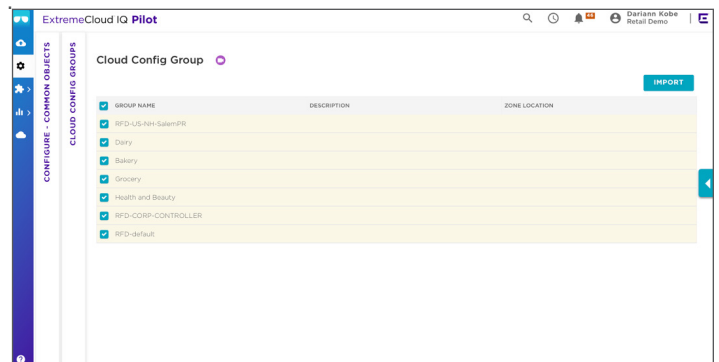 ExtremeCloud IQ Pilot
Dariann Kobe
Retail Demo
CONFIGURE - COMMON OBJECTS
CLOUD CONFIG GROUPS
Cloud Config Group
IMPORT
GROUP NAME DESCRIPTION ZONE LOCATION
RFD-US-NH-SalemPR
Dairy
Bakery
Grocery
Health and Beauty
RFD-CORP-CONTROLLER
RFD-default